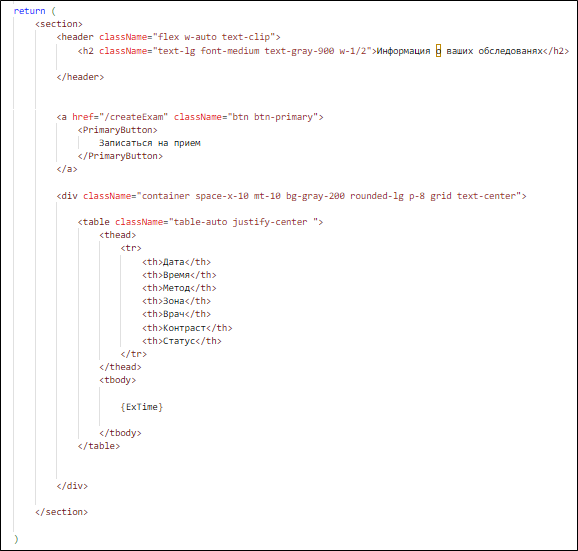 return (
<section>
<header className="flex w-auto text-clip">
<h2 className="text-lg font-medium text-gray-900 w-1/2">Информация о ваших обследованях</h2>
</header>
<a href="/createExam" className="btn btn-primary">
<PrimaryButton>
Записаться на прием
</PrimaryButton>
</a>
<div className="container space-x-10 mt-10 bg-gray-200 rounded-lg p-8 grid text-center">
<table className="table-auto justify-center ">
<thead>
<tr>
<th>Дата</th>
<th>Время</th>
<th>Метод</th>
<th>Зона</th>
<th>Врач</th>
<th>Контраст</th>
<th>Статус</th>
</tr>
</thead>
<tbody>
{ExTime}
</tbody>
</table>
</div>
</section>
)